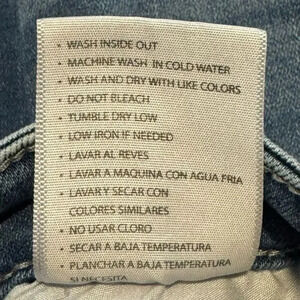 • WASH INSIDE OUT
• MACHINE WASH IN COLD WATER
• WASH AND DRY WITH LIKE COLORS
• DO NOT BLEACH
• TUMBLE DRY LOW
• LOW IRON IF NEEDED
• LAVAR AL REVES
• LAVAR A MAQUINA CON AGUA FRIA
• LAVAR Y SECAR CON
COLORES SIMILARES
• NO USAR CLORO
• SECAR A BAJA TEMPERATURA
• PLANCHAR A BAJA TEMPERATURA
SI NECESITA